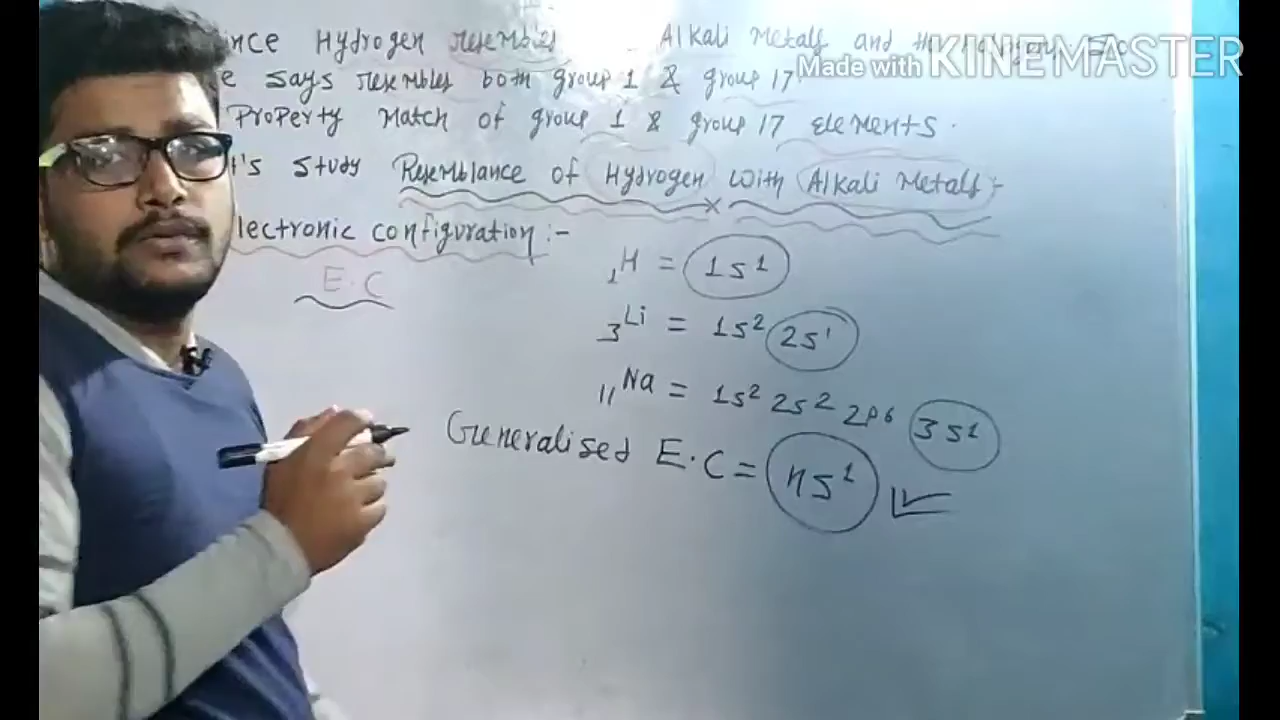 nce Hydrogen resembles Alkali Metals and the
Made with KINEMASTER
e says resembles both group 1 & group 17.
Property Match of group 1 & group 17 elements.
t's study Resemblance of Hydrogen with Alkali Metals :-
lectronic configuration :-
E.C
₁H = 1s¹
₃Li = 1s² 2s¹
₁₁Na = 1s² 2s² 2p6 3s¹
Generalised E.C = ns¹